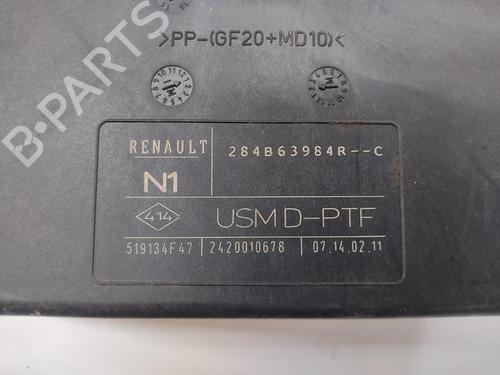 >PP-(GF20+MD10)<
B-PARTS
RENAULT 284B63984R--C
N1
414 USM D-PTF
519134F47 2420010678 07.14.02.11